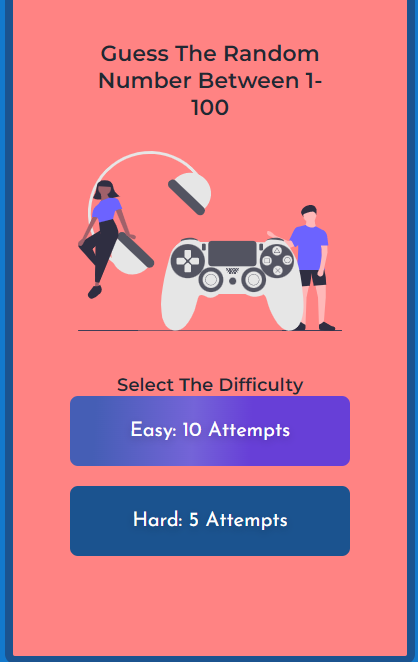 Guess The Random
Number Between 1-
100
Select The Difficulty
Easy: 10 Attempts
Hard: 5 Attempts